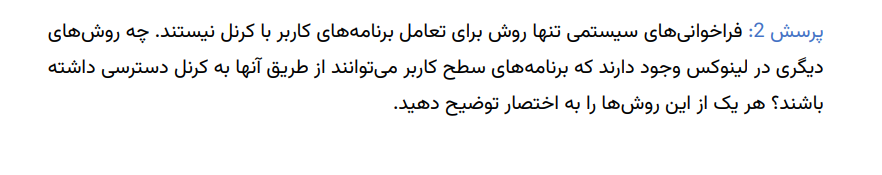 پرسش 2: فراخوانی‌های سیستمی تنها روش برای تعامل برنامه‌های کاربر با کرنل نیستند. چه روش‌های
دیگری در لینوکس وجود دارند که برنامه‌های سطح کاربر می‌توانند از طریق آنها به کرنل دسترسی داشته
باشند؟ هر یک از این روش‌ها را به اختصار توضیح دهید.